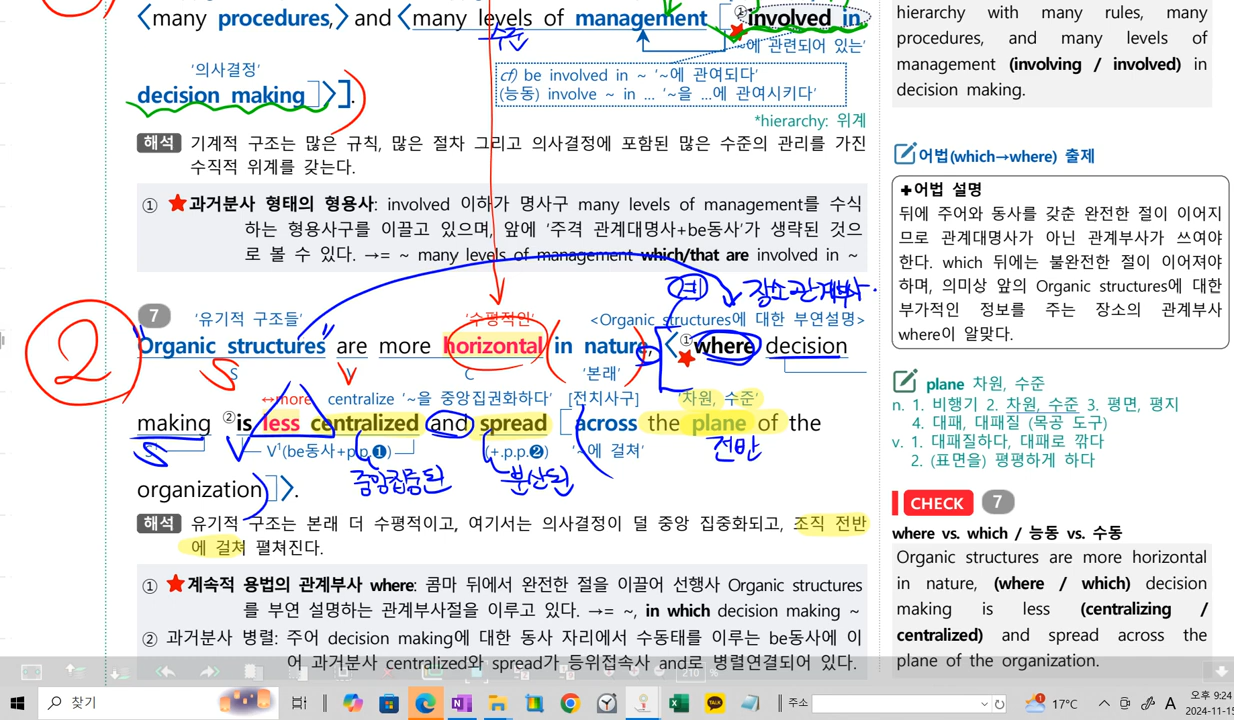 〈many procedures,〉 and 〈many levels of management [ ①involved in
수준
'~에 관련되어 있는'
'의사결정'
decision making ]〉].
cf) be involved in ~ '~에 관여되다'
(능동) involve ~ in ... '~을 …에 관여시키다'
*hierarchy: 위계
해석 기계적 구조는 많은 규칙, 많은 절차 그리고 의사결정에 포함된 많은 수준의 관리를 가진
수직적 위계를 갖는다.
① ★과거분사 형태의 형용사: involved 이하가 명사구 many levels of management를 수식
하는 형용사구를 이끌고 있으며, 앞에 '주격 관계대명사+be동사'가 생략된 것으
로 볼 수 있다. →= ~ many levels of management which/that are involved in ~
②
계 장소관계부사.
7
'유기적 구조들' '수평적인' <Organic structures에 대한 부연설명>
Organic structures are more horizontal in nature, 〈①where decision
S V C '본래'
S V
↔more centralize '~을 중앙집권화하다' [전치사구] '차원, 수준'
making ②is less centralized and spread [across the plane of the
S' V¹(be동사+p.p.❶) (+.p.p.❷) '~에 걸쳐' 전반
S V 중앙집중된 분산된
organization]〉.
해석 유기적 구조는 본래 더 수평적이고, 여기서는 의사결정이 덜 중앙 집중화되고, 조직 전반
에 걸쳐 펼쳐진다.
① ★계속적 용법의 관계부사 where: 콤마 뒤에서 완전한 절을 이끌어 선행사 Organic structures
를 부연 설명하는 관계부사절을 이루고 있다. →= ~, in which decision making ~
② 과거분사 병렬: 주어 decision making에 대한 동사 자리에서 수동태를 이루는 be동사에 이
어 과거분사 centralized와 spread가 등위접속사 and로 병렬연결되어 있다.
hierarchy with many rules, many
procedures, and many levels of
management (involving / involved) in
decision making.
어법(which→where) 출제
✚어법 설명
뒤에 주어와 동사를 갖춘 완전한 절이 이어지
므로 관계대명사가 아닌 관계부사가 쓰여야
한다. which 뒤에는 불완전한 절이 이어져야
하며, 의미상 앞의 Organic structures에 대한
부가적인 정보를 주는 장소의 관계부사
where이 알맞다.
plane 차원, 수준
n. 1. 비행기 2. 차원, 수준 3. 평면, 평지
4. 대패, 대패질 (목공 도구)
v. 1. 대패질하다, 대패로 깎다
2. (표면을) 평평하게 하다
CHECK 7
where vs. which / 능동 vs. 수동
Organic structures are more horizontal
in nature, (where / which) decision
making is less (centralizing /
centralized) and spread across the
plane of the organization.
210 %
찾기
주소
17°C
A
오후 9:24
2024-11-15